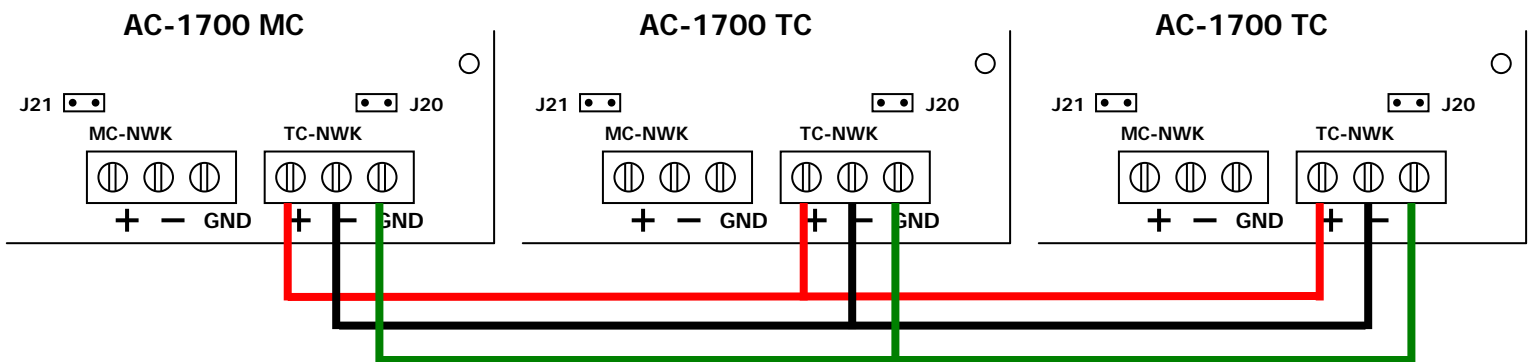 AC-1700 MC
AC-1700 TC
AC-1700 TC
J21
J20
J21
J20
J21
J20
MC-NWK
TC-NWK
MC-NWK
TC-NWK
MC-NWK
TC-NWK
+ − GND
+ − GND
+ − GND
+ − GND
+ − GND
+ −